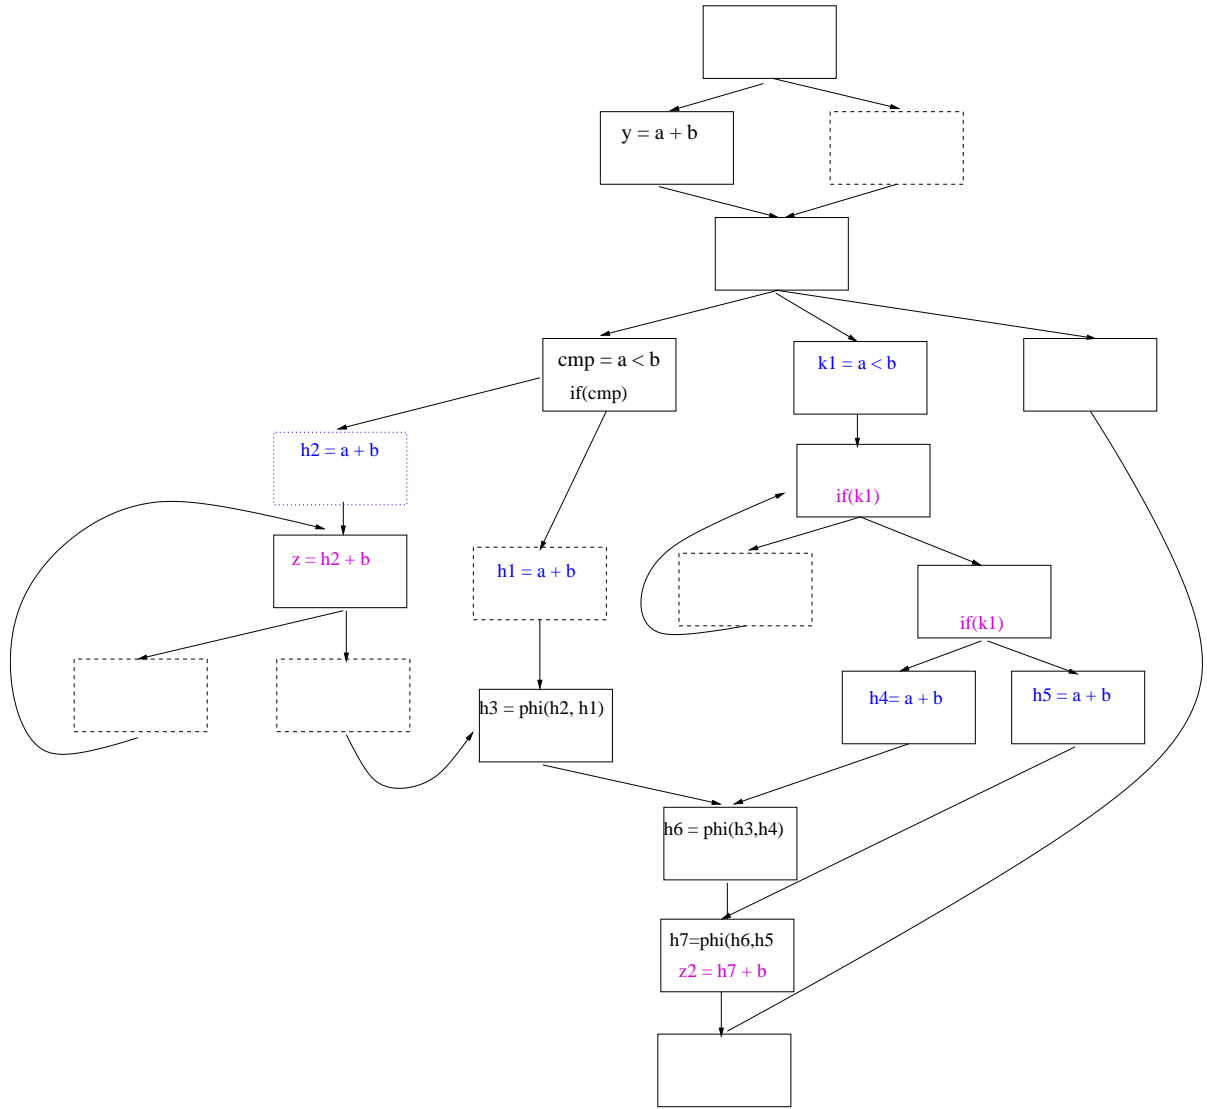 y = a + b
cmp = a < b
if(cmp)
k1 = a < b
h2 = a + b
if(k1)
z = h2 + b
h1 = a + b
if(k1)
h3 = phi(h2, h1)
h4= a + b
h5 = a + b
h6 = phi(h3,h4)
h7=phi(h6,h5
z2 = h7 + b